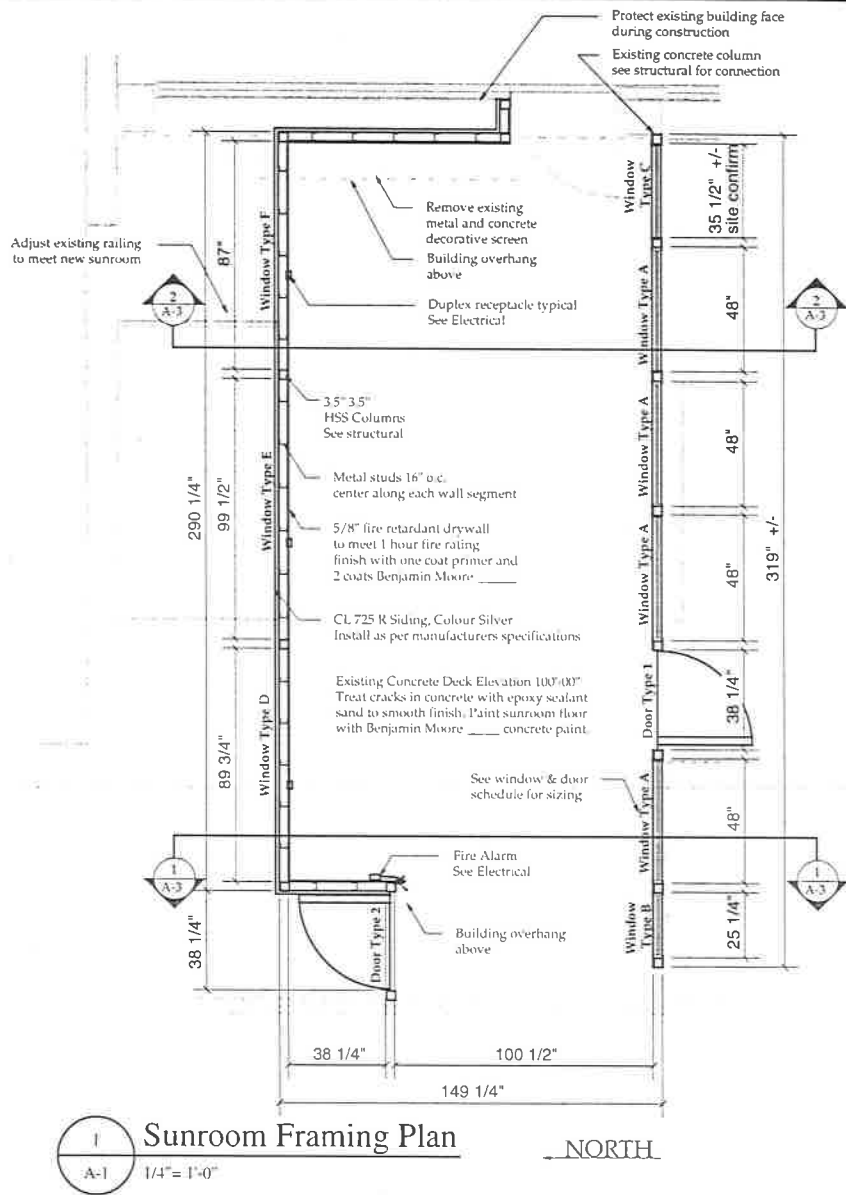 Protect existing building face
during construction
Existing concrete column
see structural for connection
Window
Type C
35 1/2" +/-
site confirm
Remove existing
metal and concrete
decorative screen
Building overhang
above
Adjust existing railing
to meet new sunroom
87"
Window Type F
Duplex receptacle typical
See Electrical
2
A-3
2
A-3
Window Type A
48"
3.5" 3.5"
HSS Columns
See structural
Window Type A
48"
Metal studs 16" o.c.
center along each wall segment
290 1/4"
99 1/2"
Window Type E
5/8" fire retardant drywall
to meet 1 hour fire rating
finish with one coat primer and
2 coats Benjamin Moore _____
Window Type A
48"
319" +/-
CL 725 R Siding, Colour Silver
Install as per manufacturers specifications
Existing Concrete Deck Elevation 100'-00"
Treat cracks in concrete with epoxy sealant
sand to smooth finish. Paint sunroom floor
with Benjamin Moore ____ concrete paint
Door Type 1
38 1/4"
89 3/4"
Window Type D
See window & door
schedule for sizing
Window Type A
48"
1
A-3
1
A-3
Fire Alarm
See Electrical
38 1/4"
Door Type 2
Building overhang
above
Window
Type B
25 1/4"
38 1/4"
100 1/2"
149 1/4"
1
A-1
Sunroom Framing Plan
1/4" = 1'-0"
NORTH